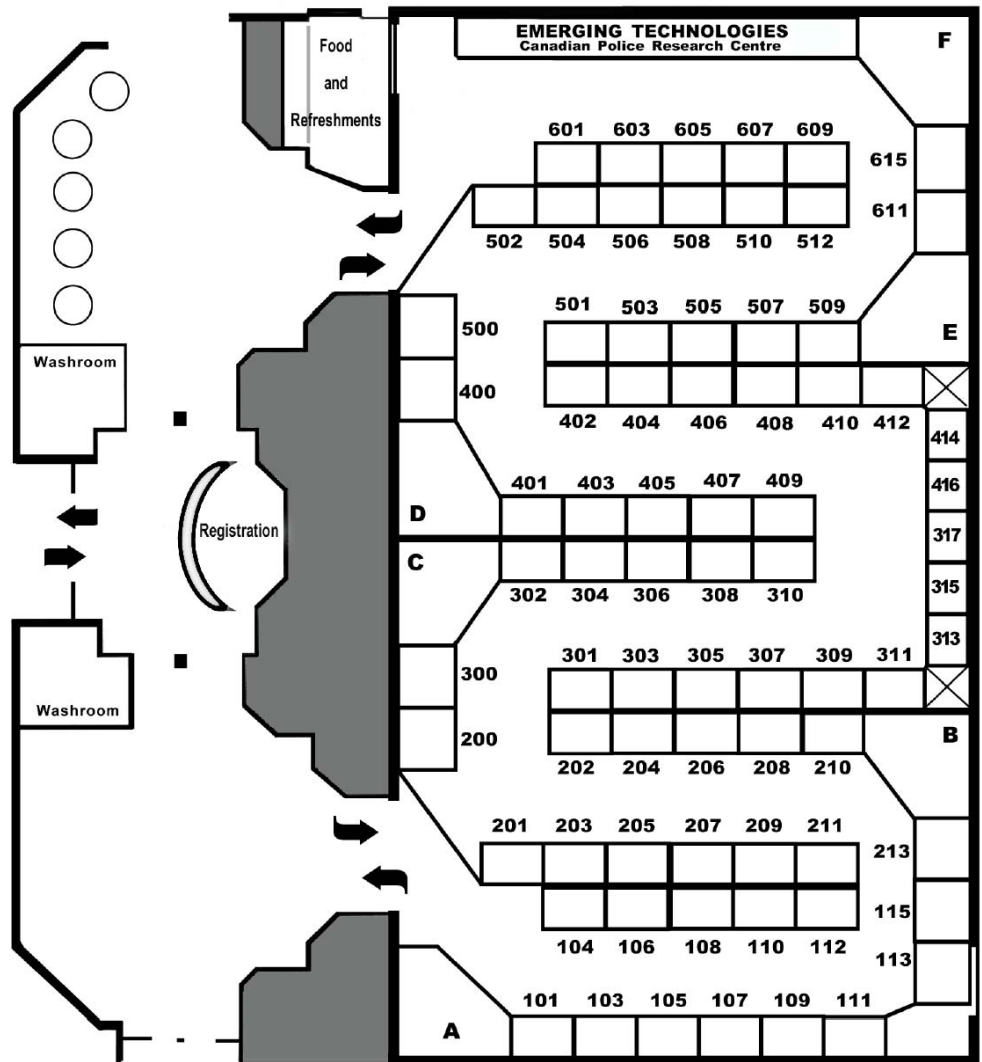 EMERGING TECHNOLOGIES
Canadian Police Research Centre
F
Food
and
Refreshments
601 603 605 607 609
615
611
502 504 506 508 510 512
501 503 505 507 509
500
E
Washroom
400
402 404 406 408 410 412
414
416
401 403 405 407 409
D
Registration
317
C
315
302 304 306 308 310
313
301 303 305 307 309 311
300
Washroom
200
B
202 204 206 208 210
201 203 205 207 209 211
213
115
104 106 108 110 112
113
101 103 105 107 109 111
A